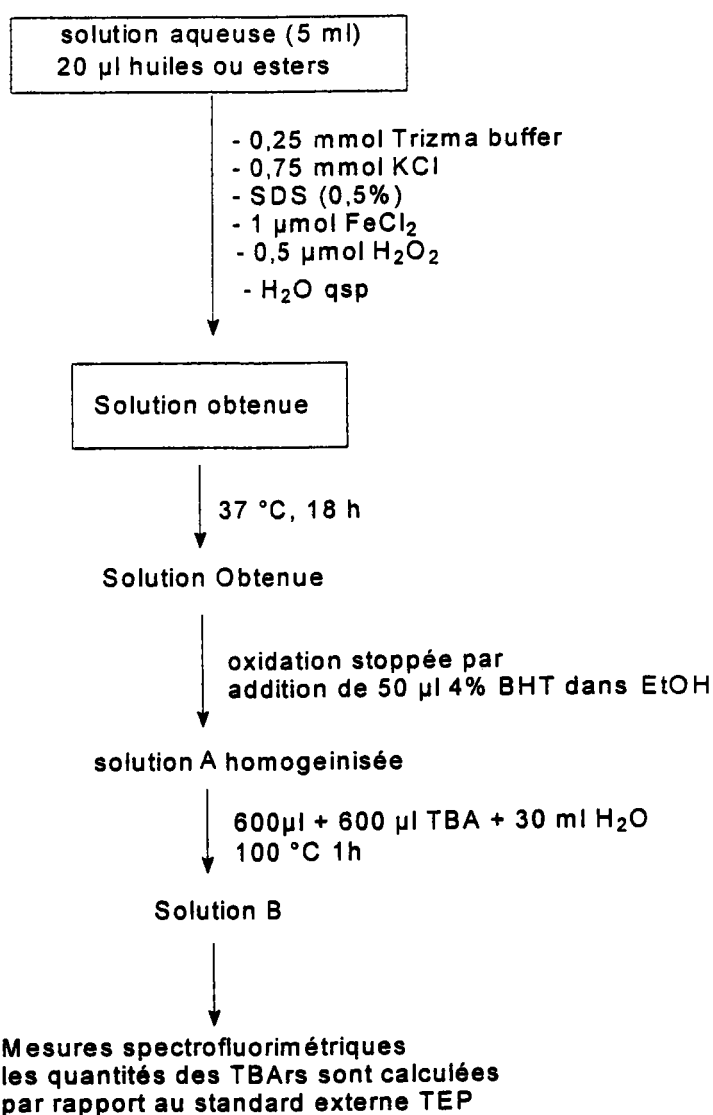 solution aqueuse (5 ml)
20 µl huiles ou esters
- 0,25 mmol Trizma buffer
- 0,75 mmol KCl
- SDS (0,5%)
- 1 µmol FeCl₂
- 0,5 µmol H₂O₂
- H₂O qsp
Solution obtenue
37 °C, 18 h
Solution Obtenue
oxidation stoppée par
addition de 50 µl 4% BHT dans EtOH
solution A homogeinisée
600µl + 600 µl TBA + 30 ml H₂O
100 °C 1h
Solution B
Mesures spectrofluorimétriques
les quantités des TBArs sont calculées
par rapport au standard externe TEP